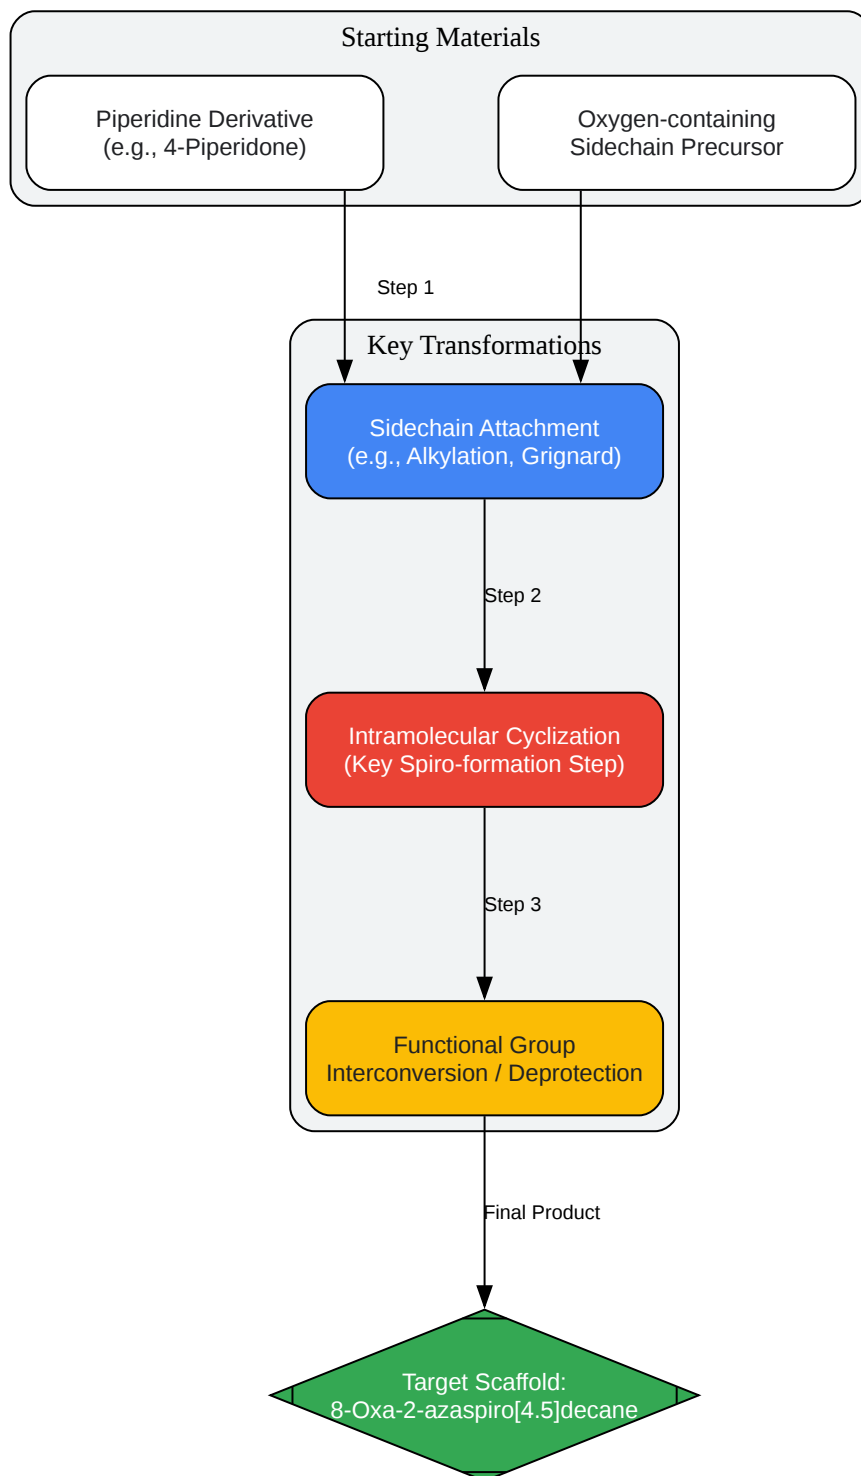 Starting Materials
Piperidine Derivative
(e.g., 4-Piperidone)
Oxygen-containing
Sidechain Precursor
Step 1
Key Transformations
Sidechain Attachment
(e.g., Alkylation, Grignard)
Step 2
Intramolecular Cyclization
(Key Spiro-formation Step)
Step 3
Functional Group
Interconversion / Deprotection
Final Product
Target Scaffold:
8-Oxa-2-azaspiro[4.5]decane